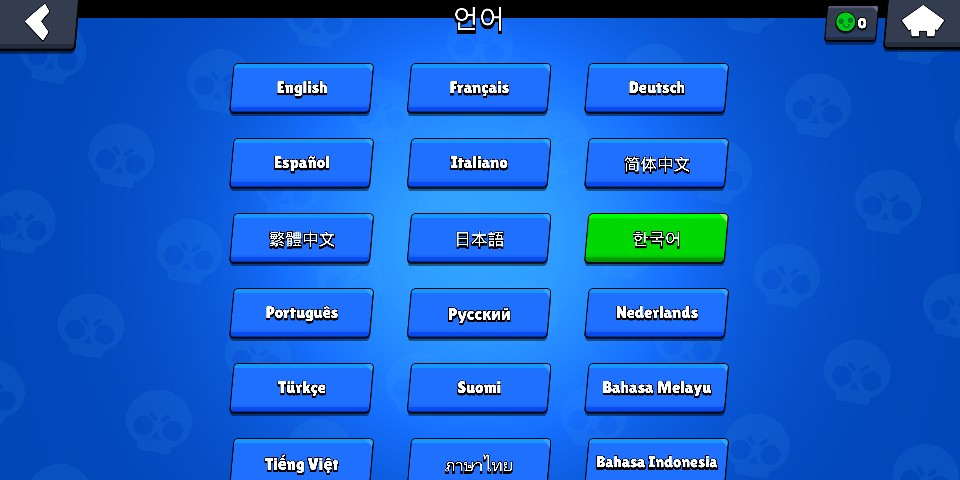 언어
0
English
Français
Deutsch
Español
Italiano
简体中文
繁體中文
日本語
한국어
Português
Русский
Nederlands
Türkçe
Suomi
Bahasa Melayu
Tiếng Việt
ภาษาไทย
Bahasa Indonesia